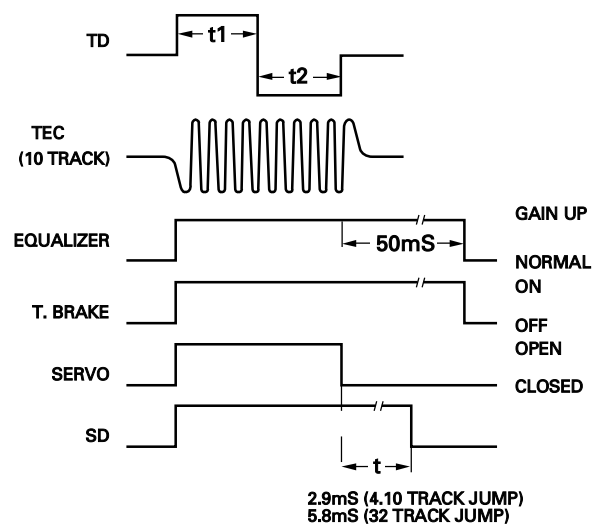 TD
t1
t2
TEC
(10 TRACK)
EQUALIZER
50mS
GAIN UP
NORMAL
T. BRAKE
ON
OFF
SERVO
OPEN
CLOSED
SD
t
2.9mS (4.10 TRACK JUMP)
5.8mS (32 TRACK JUMP)